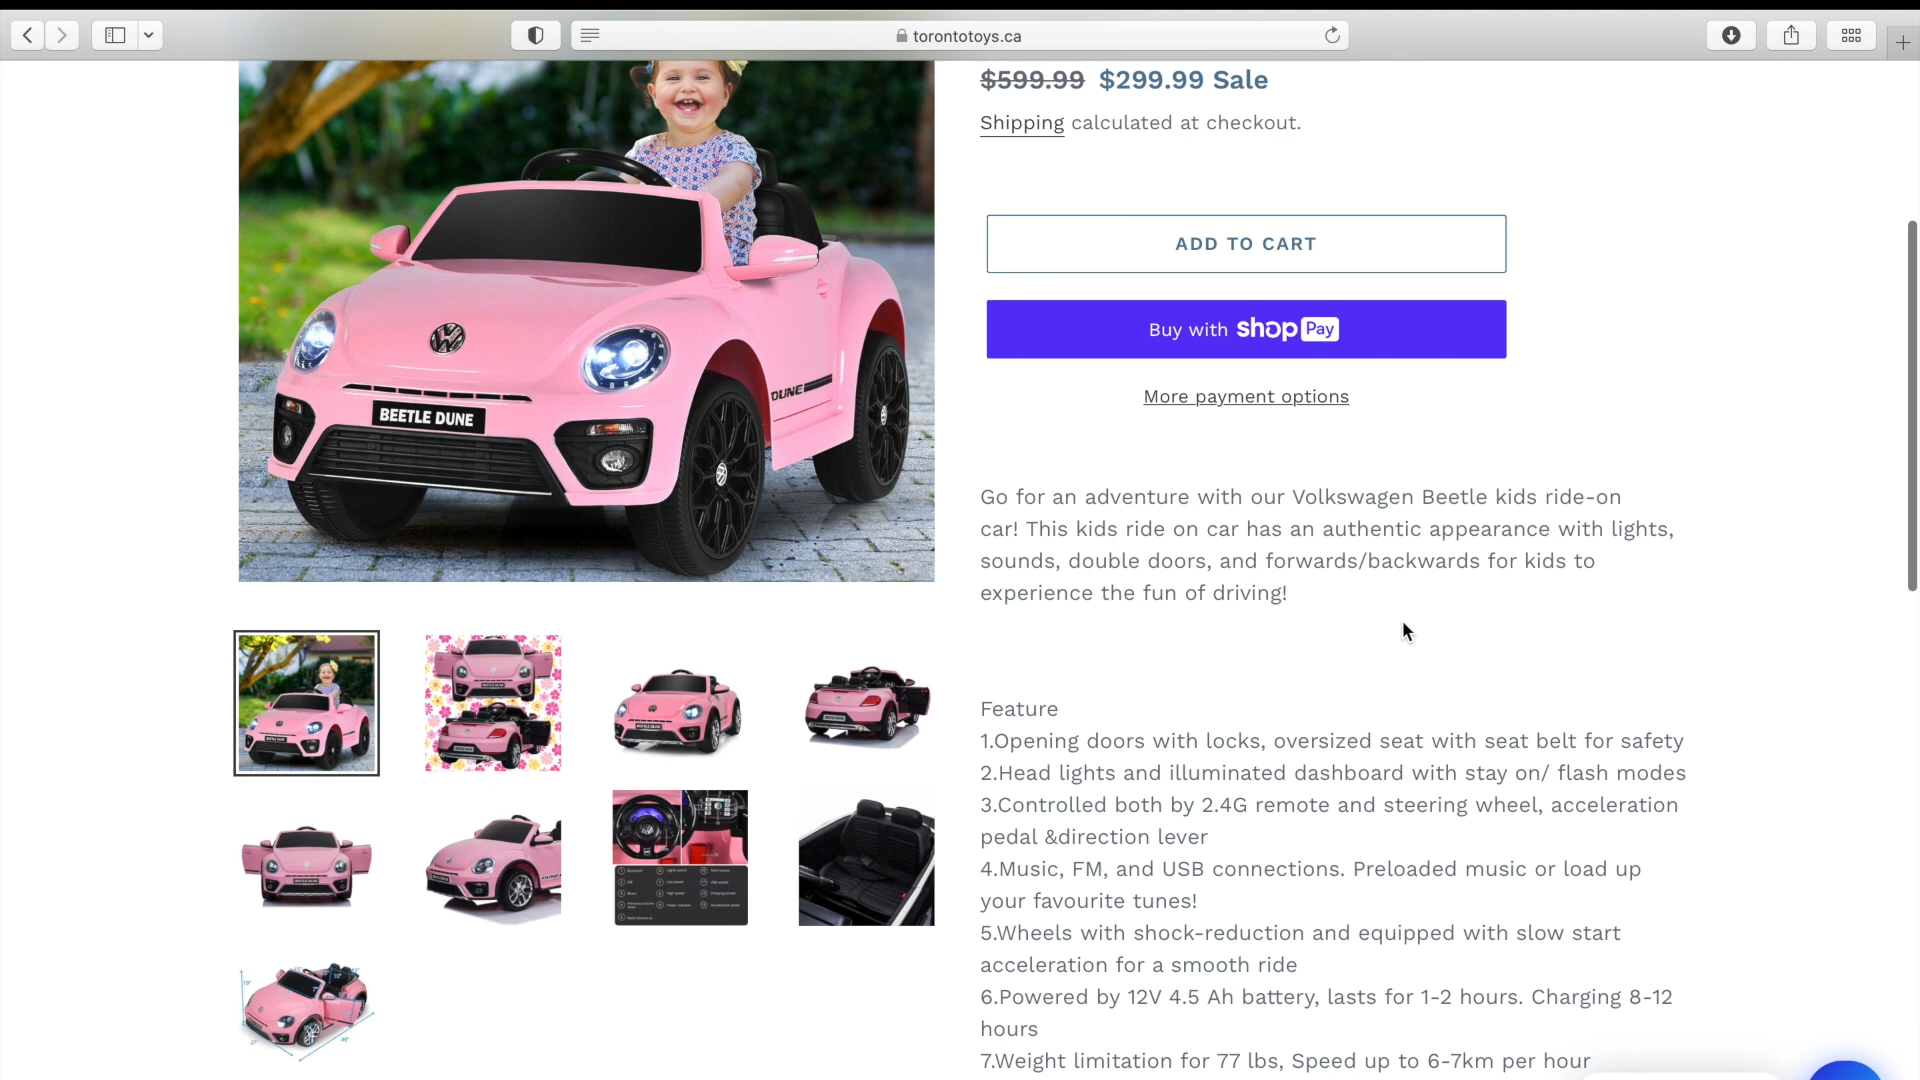 torontotoys.ca
$599.99 $299.99 Sale
Shipping calculated at checkout.
ADD TO CART
Buy with shop Pay
More payment options
BEETLE DUNE
DUNE
Go for an adventure with our Volkswagen Beetle kids ride-on
car! This kids ride on car has an authentic appearance with lights,
sounds, double doors, and forwards/backwards for kids to
experience the fun of driving!
Feature
1.Opening doors with locks, oversized seat with seat belt for safety
2.Head lights and illuminated dashboard with stay on/ flash modes
3.Controlled both by 2.4G remote and steering wheel, acceleration
pedal &direction lever
4.Music, FM, and USB connections. Preloaded music or load up
your favourite tunes!
5.Wheels with shock-reduction and equipped with slow start
acceleration for a smooth ride
6.Powered by 12V 4.5 Ah battery, lasts for 1-2 hours. Charging 8-12
hours
7.Weight limitation for 77 lbs, Speed up to 6-7km per hour